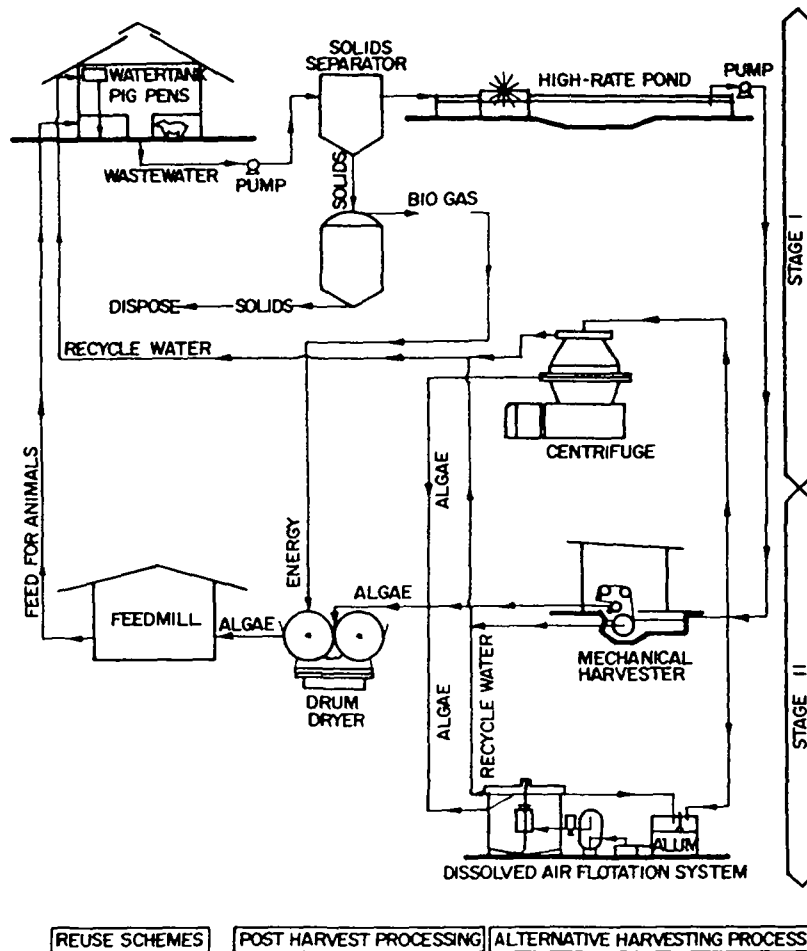 SOLIDS
SEPARATOR
HIGH-RATE POND
PUMP
WATERTANK
PIG PENS
WASTEWATER
PUMP
SOLIDS
BIO GAS
DISPOSE
SOLIDS
RECYCLE WATER
STAGE I
CENTRIFUGE
ALGAE
FEED FOR ANIMALS
ENERGY
ALGAE
FEEDMILL
ALGAE
MECHANICAL
HARVESTER
DRUM
DRYER
ALGAE
RECYCLE WATER
STAGE II
ALUM
DISSOLVED AIR FLOTATION SYSTEM
REUSE SCHEMES
POST HARVEST PROCESSING
ALTERNATIVE HARVESTING PROCESS